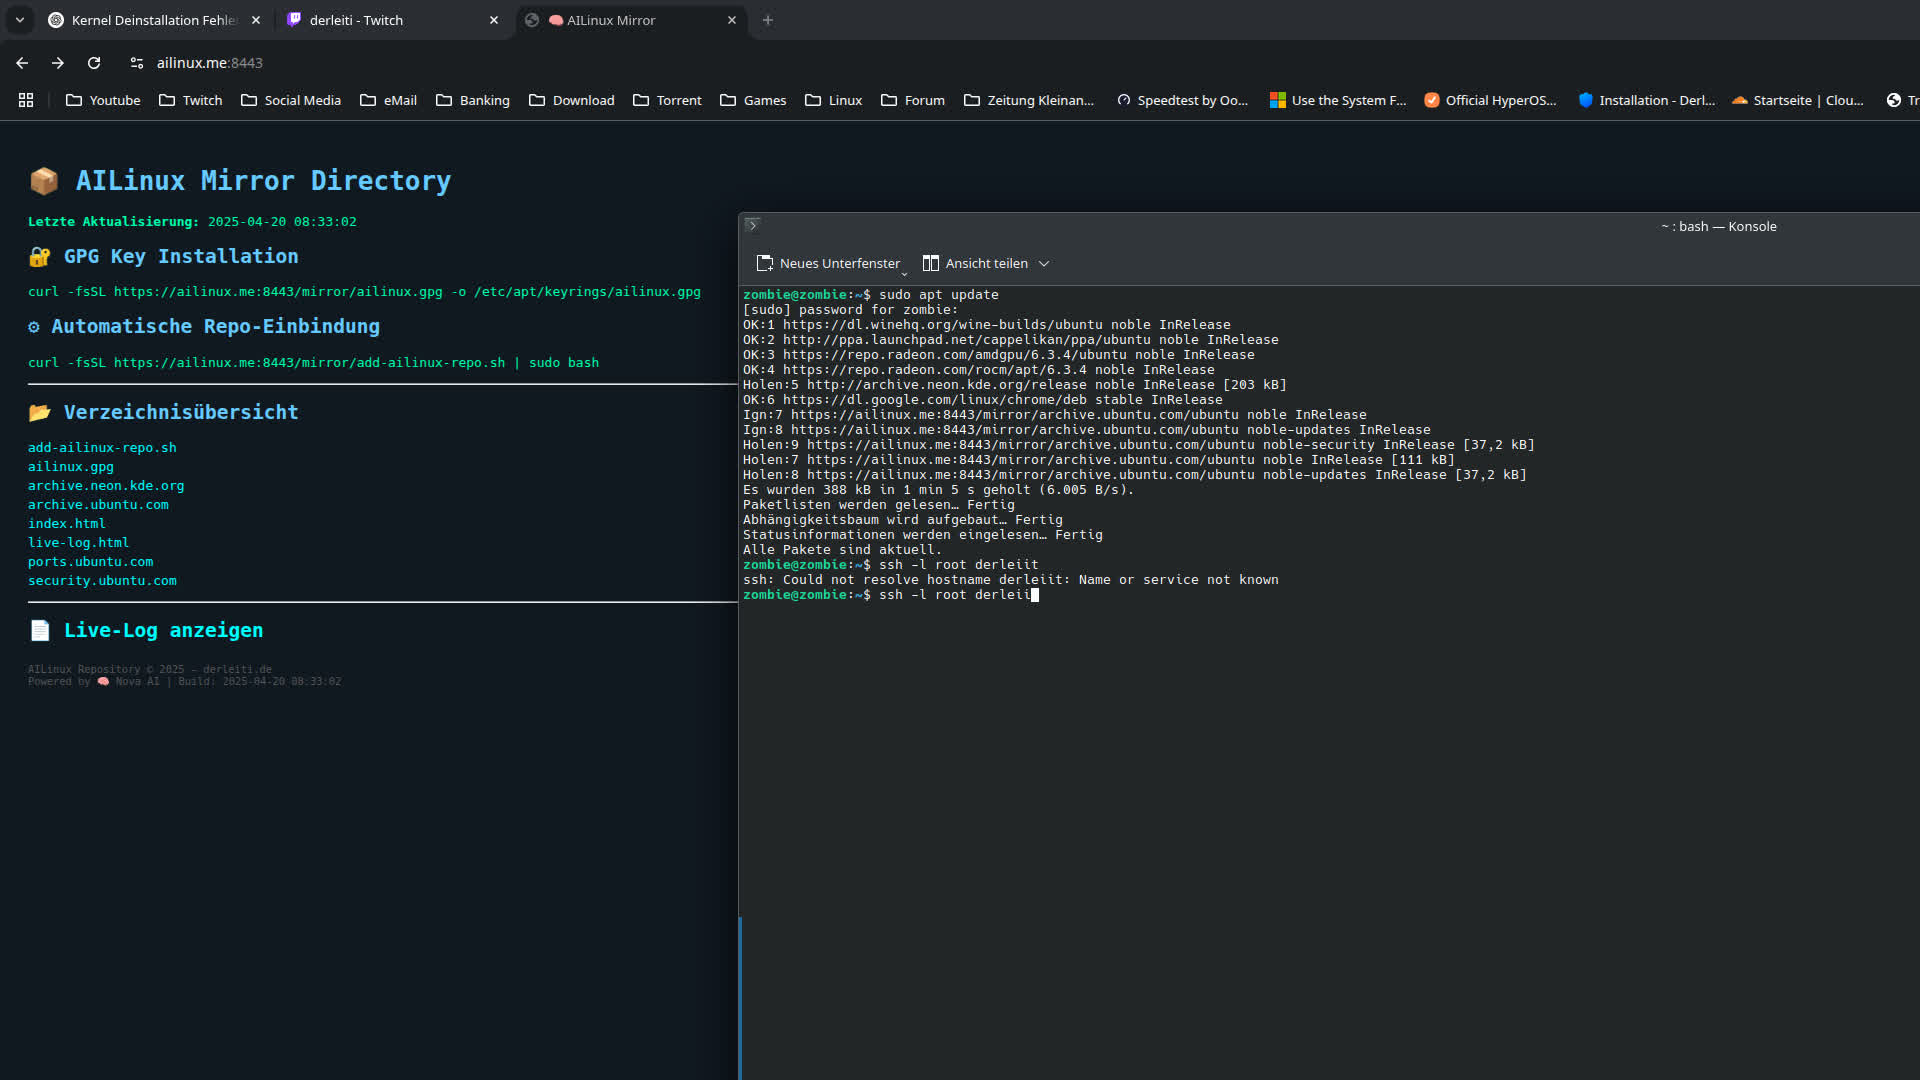 Kernel Deinstallation Fehle
derleiti - Twitch
🧠 AILinux Mirror
ailinux.me:8443
Youtube
Twitch
Social Media
eMail
Banking
Download
Torrent
Games
Linux
Forum
Zeitung Kleinan...
Speedtest by Oo...
Use the System F...
Official HyperOS...
Installation - Derl...
Startseite | Clou...
Tr
📦 AILinux Mirror Directory
Letzte Aktualisierung: 2025-04-20 08:33:02
🔐 GPG Key Installation
curl -fsSL https://ailinux.me:8443/mirror/ailinux.gpg -o /etc/apt/keyrings/ailinux.gpg
⚙ Automatische Repo-Einbindung
curl -fsSL https://ailinux.me:8443/mirror/add-ailinux-repo.sh | sudo bash
📂 Verzeichnisübersicht
add-ailinux-repo.sh
ailinux.gpg
archive.neon.kde.org
archive.ubuntu.com
index.html
live-log.html
ports.ubuntu.com
security.ubuntu.com
📄 Live-Log anzeigen
AILinux Repository © 2025 – derleiti.de
Powered by 🧠 Nova AI | Build: 2025-04-20 08:33:02
~ : bash — Konsole
Neues Unterfenster
Ansicht teilen
zombie@zombie:~$ sudo apt update
[sudo] password for zombie:
OK:1 https://dl.winehq.org/wine-builds/ubuntu noble InRelease
OK:2 http://ppa.launchpad.net/cappelikan/ppa/ubuntu noble InRelease
OK:3 https://repo.radeon.com/amdgpu/6.3.4/ubuntu noble InRelease
OK:4 https://repo.radeon.com/rocm/apt/6.3.4 noble InRelease
Holen:5 http://archive.neon.kde.org/release noble InRelease [203 kB]
OK:6 https://dl.google.com/linux/chrome/deb stable InRelease
Ign:7 https://ailinux.me:8443/mirror/archive.ubuntu.com/ubuntu noble InRelease
Ign:8 https://ailinux.me:8443/mirror/archive.ubuntu.com/ubuntu noble-updates InRelease
Holen:9 https://ailinux.me:8443/mirror/archive.ubuntu.com/ubuntu noble-security InRelease [37,2 kB]
Holen:7 https://ailinux.me:8443/mirror/archive.ubuntu.com/ubuntu noble InRelease [111 kB]
Holen:8 https://ailinux.me:8443/mirror/archive.ubuntu.com/ubuntu noble-updates InRelease [37,2 kB]
Es wurden 388 kB in 1 min 5 s geholt (6.005 B/s).
Paketlisten werden gelesen… Fertig
Abhängigkeitsbaum wird aufgebaut… Fertig
Statusinformationen werden eingelesen… Fertig
Alle Pakete sind aktuell.
zombie@zombie:~$ ssh -l root derleiit
ssh: Could not resolve hostname derleiit: Name or service not known
zombie@zombie:~$ ssh -l root derleii